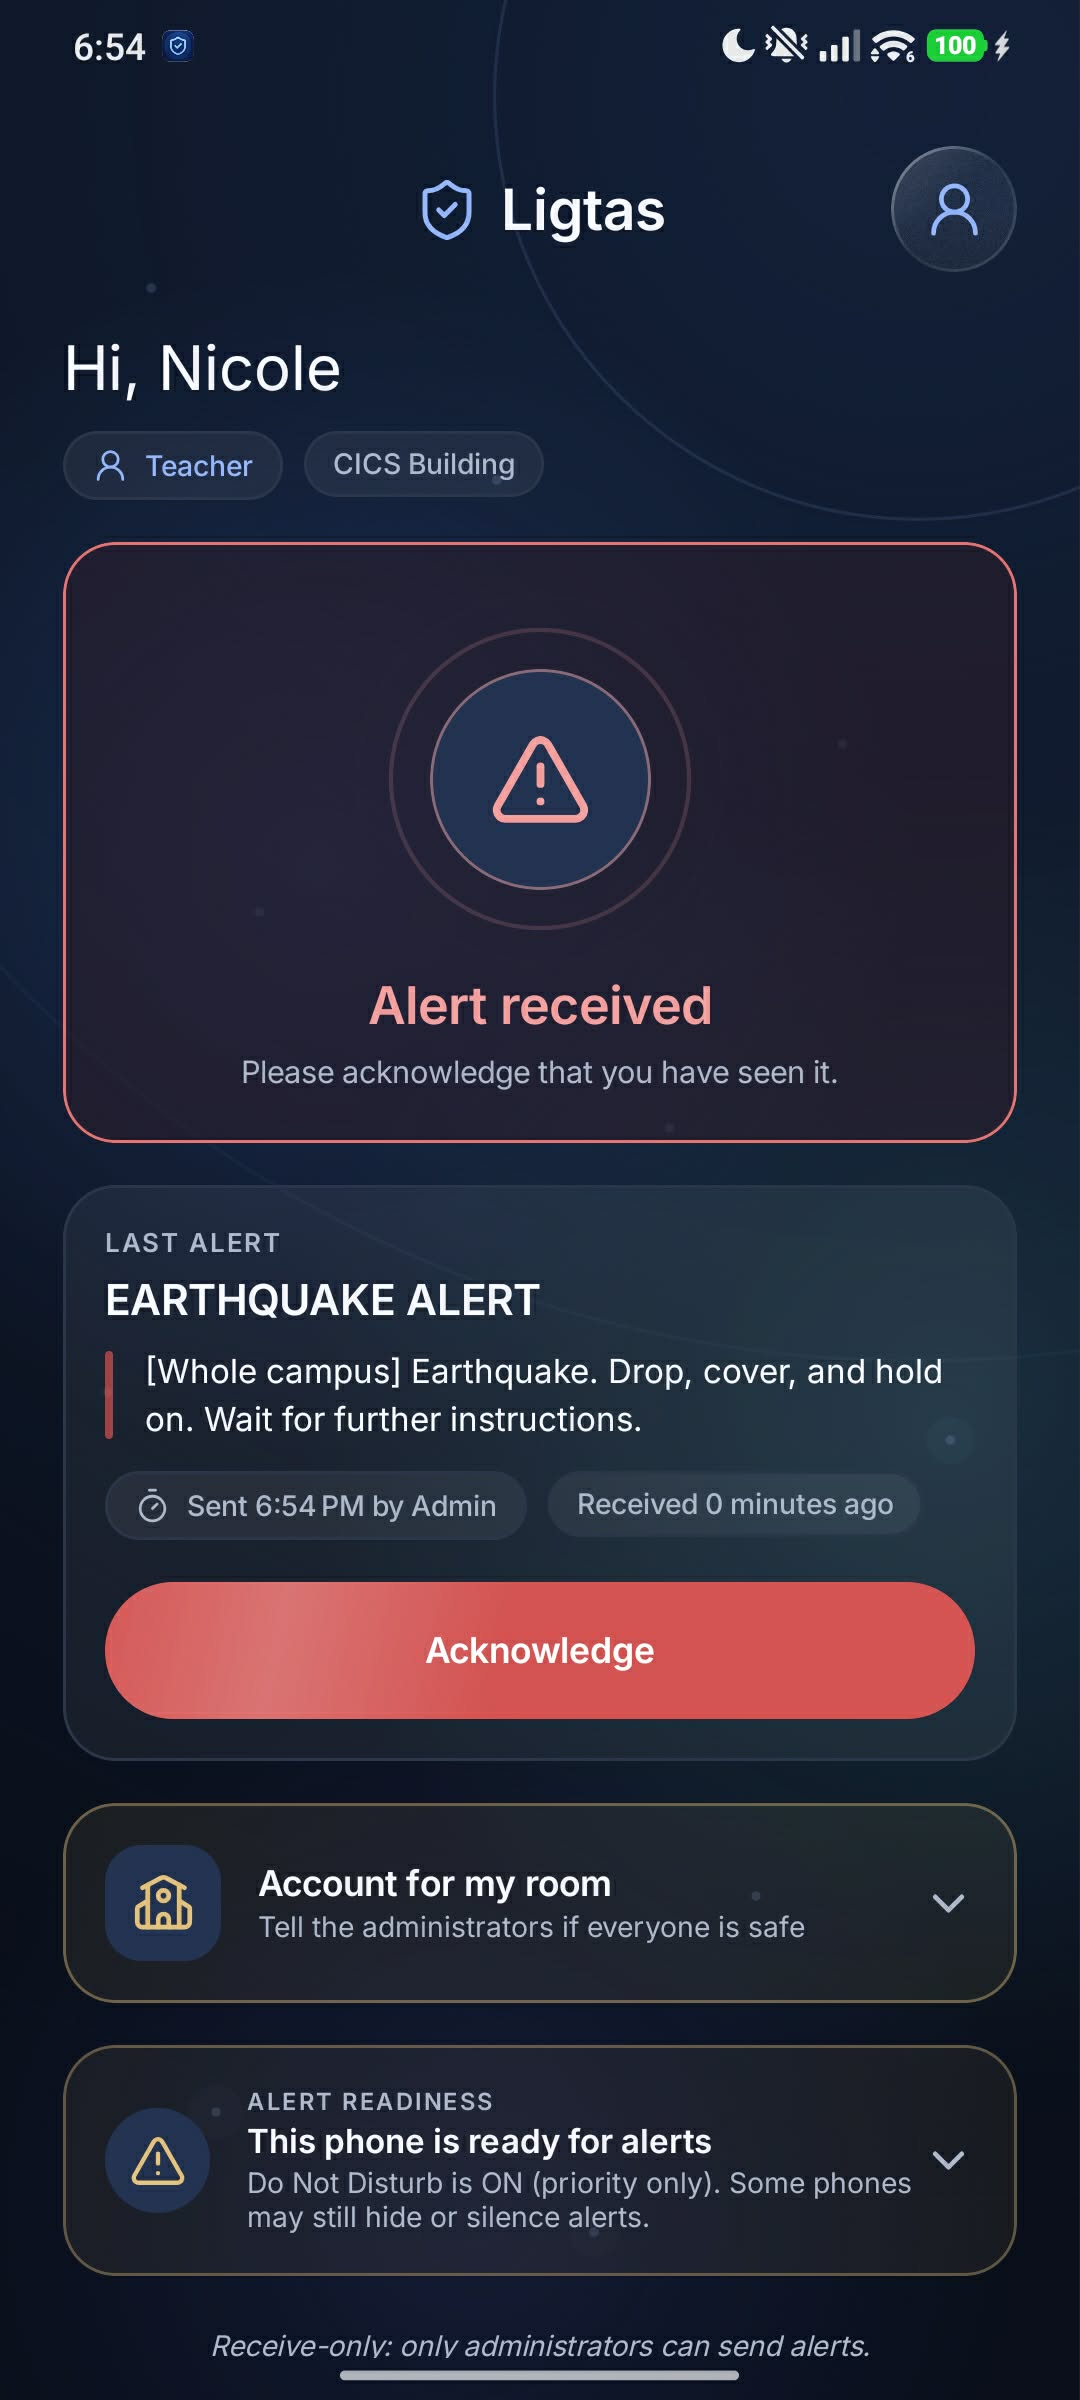 6:54
6
100
Ligtas
Hi, Nicole
Teacher
CICS Building
Alert received
Please acknowledge that you have seen it.
LAST ALERT
EARTHQUAKE ALERT
[Whole campus] Earthquake. Drop, cover, and hold
on. Wait for further instructions.
Sent 6:54 PM by Admin
Received 0 minutes ago
Acknowledge
Account for my room
Tell the administrators if everyone is safe
ALERT READINESS
This phone is ready for alerts
Do Not Disturb is ON (priority only). Some phones
may still hide or silence alerts.
Receive-only: only administrators can send alerts.